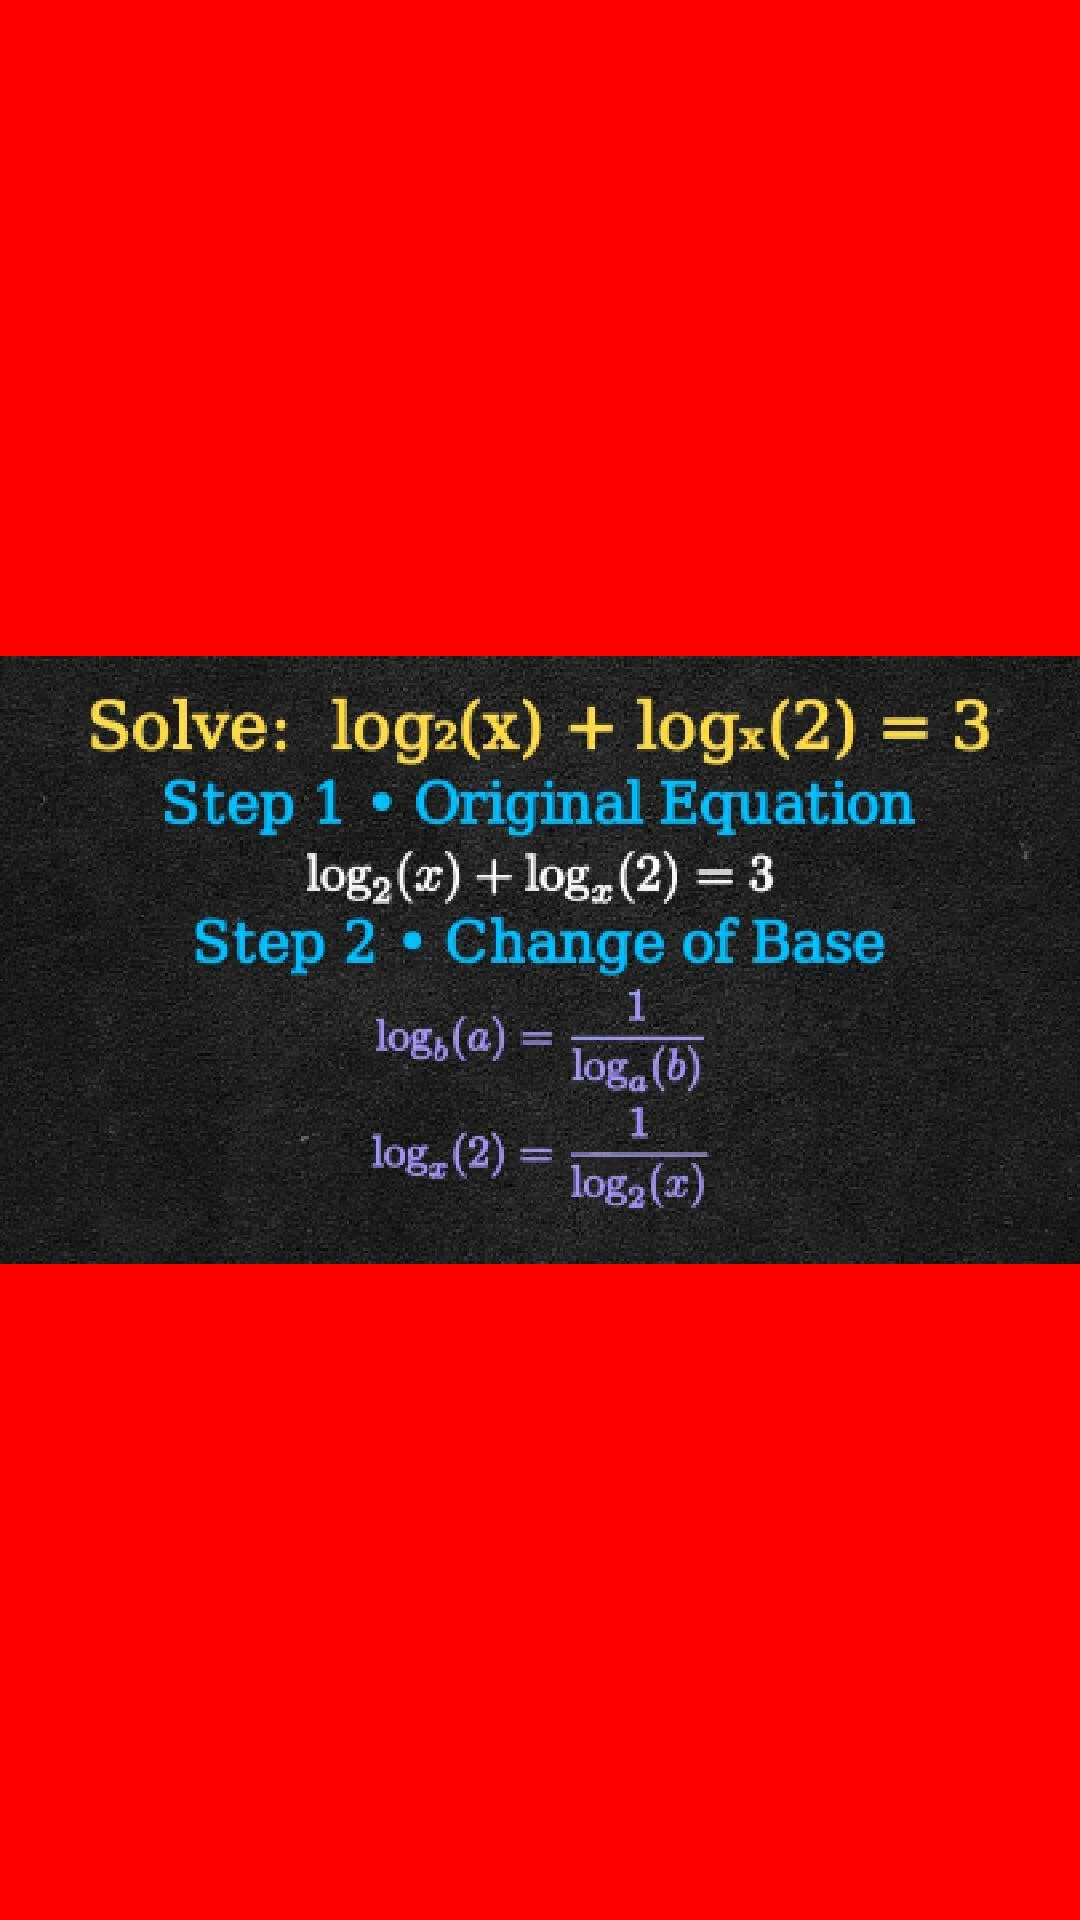 Solve: log₂(x) + logₓ(2) = 3
Step 1 • Original Equation
log₂(x) + logₓ(2) = 3
Step 2 • Change of Base
log_b(a) = 1/log_a(b)
logₓ(2) = 1/log₂(x)